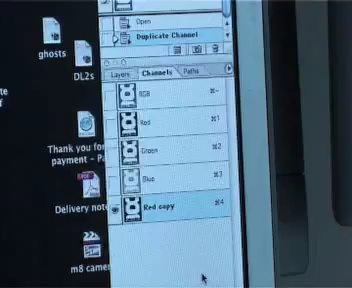 Open
Duplicate Channel
ghosts
DL2s
Layers
Channels
Paths
RGB
⌘~
Red
⌘1
Green
⌘2
Blue
⌘3
Red copy
⌘4
Thank you for
payment - P
Delivery note
m8 camer